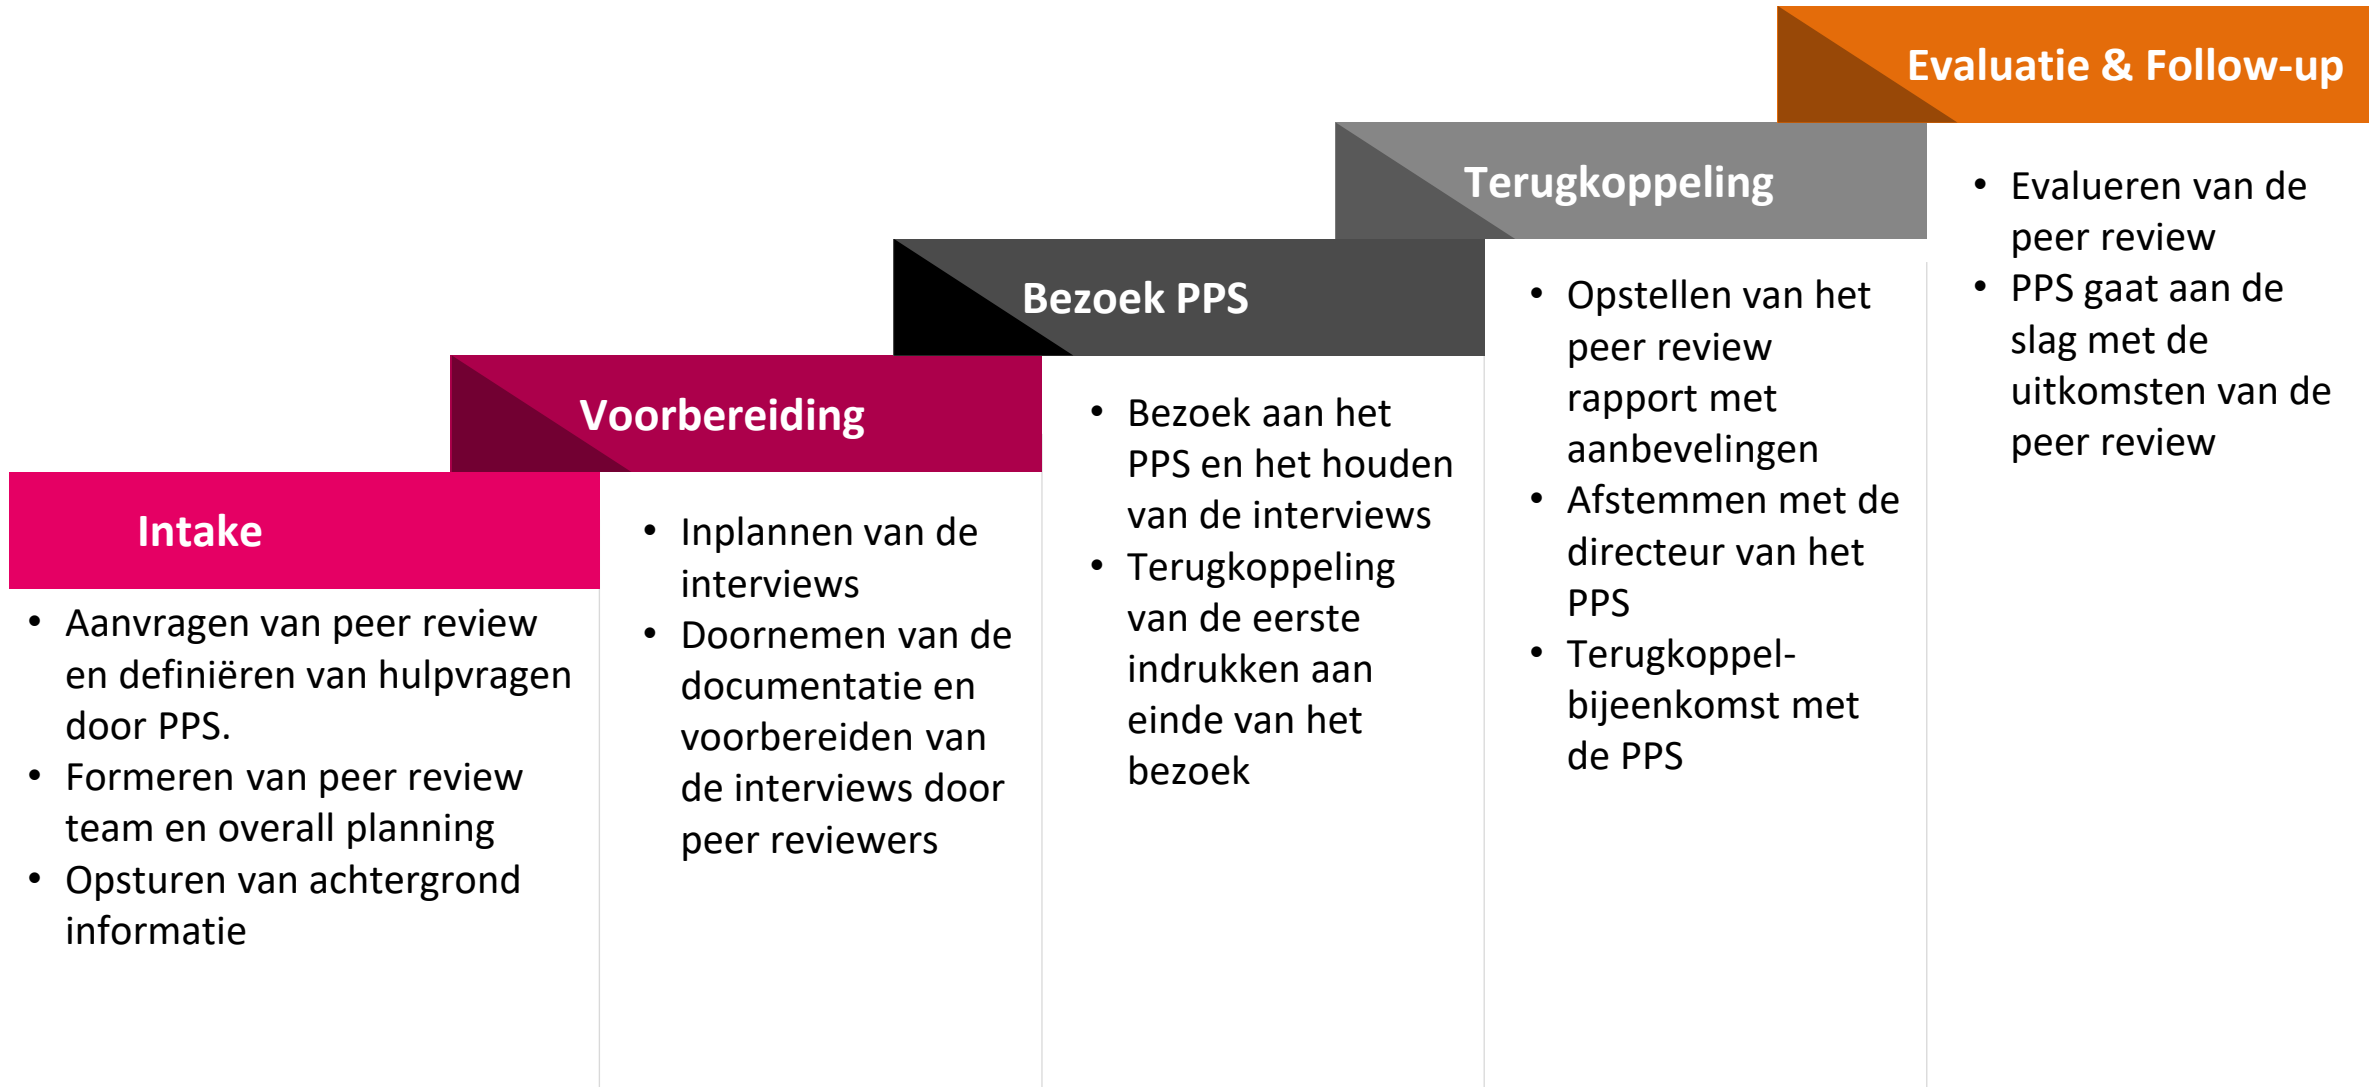 Intake
• Aanvragen van peer review
en definiëren van hulpvragen
door PPS.
• Formeren van peer review
team en overall planning
• Opsturen van achtergrond
informatie
Voorbereiding
• Inplannen van de
interviews
• Doornemen van de
documentatie en
voorbereiden van
de interviews door
peer reviewers
Bezoek PPS
• Bezoek aan het
PPS en het houden
van de interviews
• Terugkoppeling
van de eerste
indrukken aan
einde van het
bezoek
Terugkoppeling
• Opstellen van het
peer review
rapport met
aanbevelingen
• Afstemmen met de
directeur van het
PPS
• Terugkoppel-
bijeenkomst met
de PPS
Evaluatie & Follow-up
• Evalueren van de
peer review
• PPS gaat aan de
slag met de
uitkomsten van de
peer review